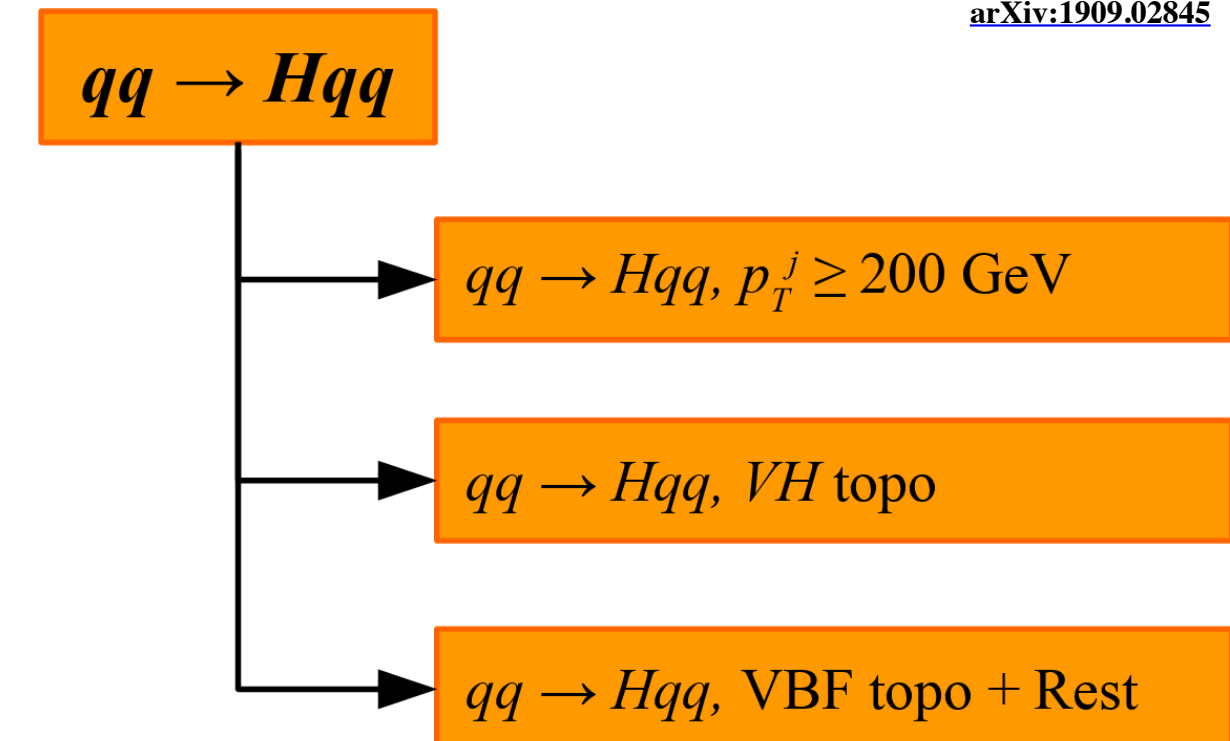 arXiv:1909.02845
qq → Hqq
qq → Hqq, p_T^j ≥ 200 GeV
qq → Hqq, VH topo
qq → Hqq, VBF topo + Rest